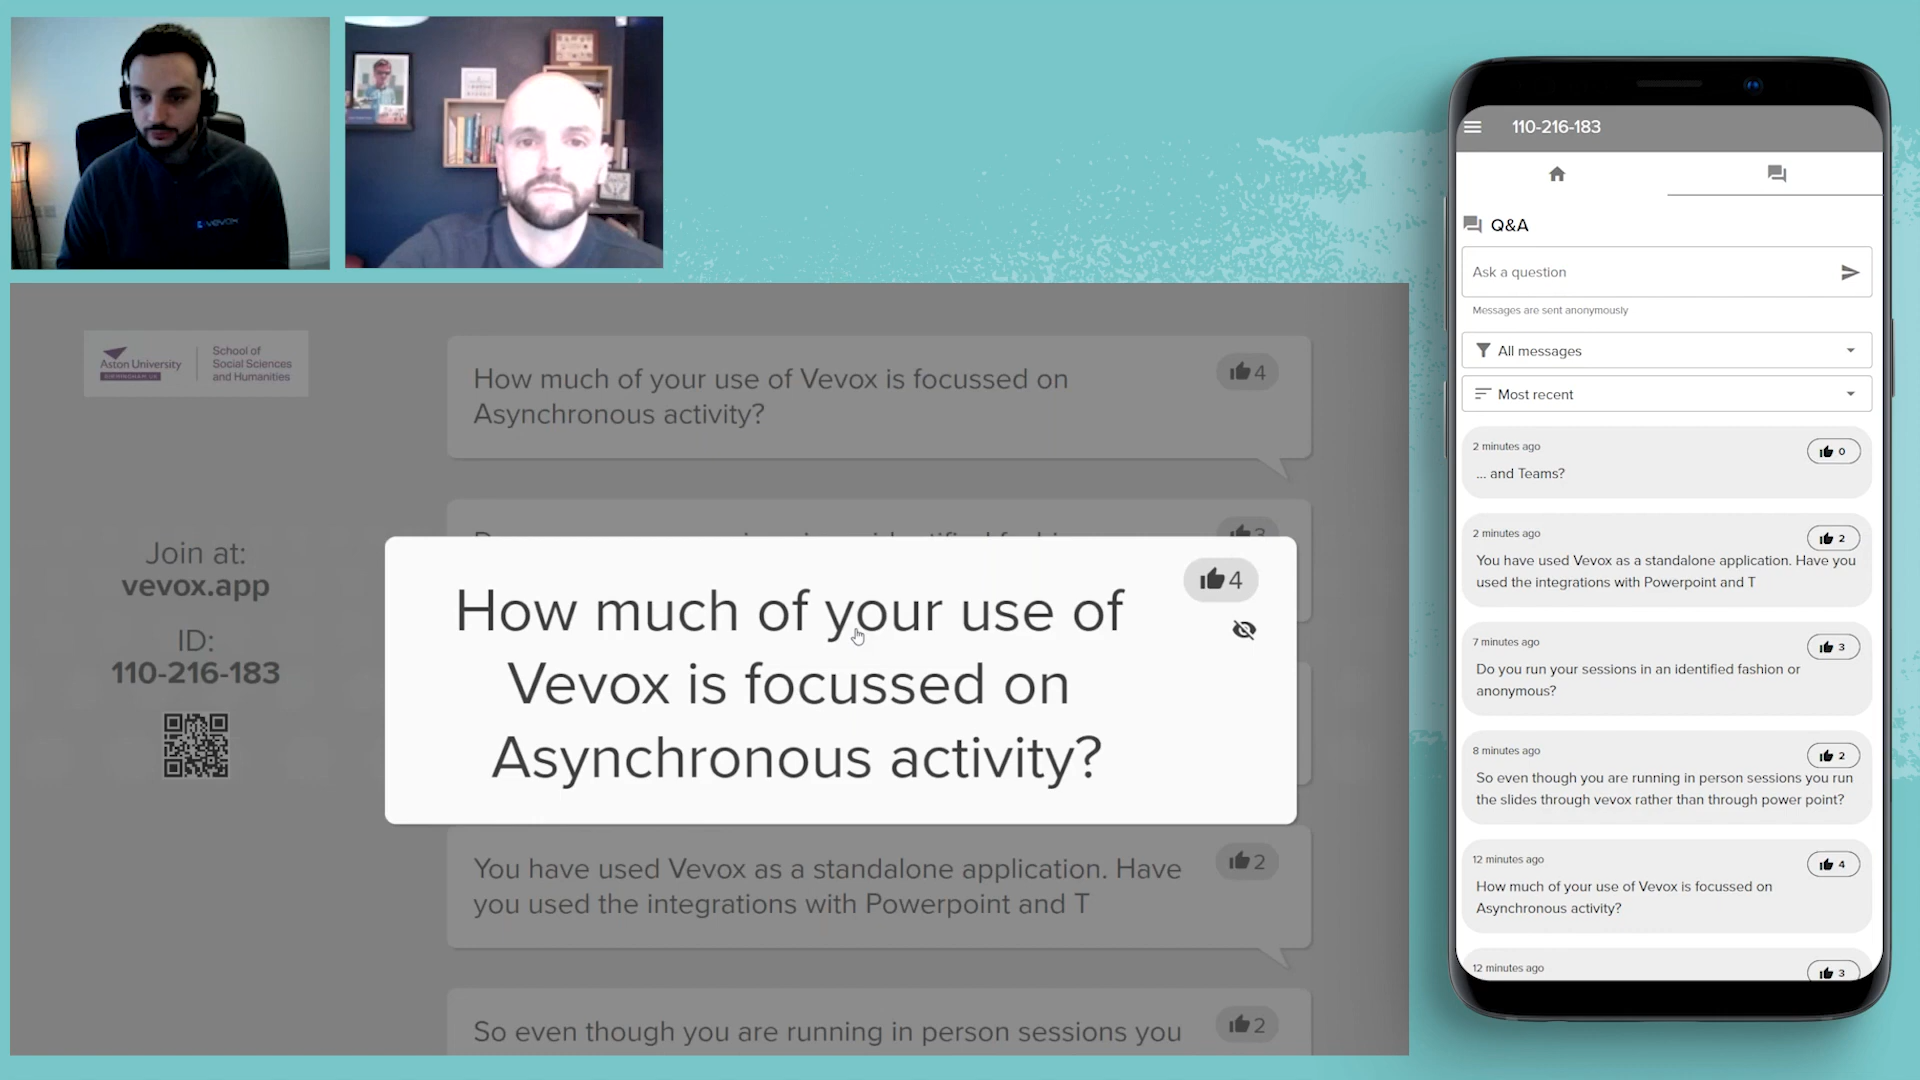 vevox
Aston University
BIRMINGHAM UK
School of
Social Sciences
and Humanities
Join at:
vevox.app
ID:
110-216-183
How much of your use of Vevox is focussed on
Asynchronous activity?
4
3
How much of your use of
Vevox is focussed on
Asynchronous activity?
4
You have used Vevox as a standalone application. Have
you used the integrations with Powerpoint and T
2
So even though you are running in person sessions you
2
110-216-183
Q&A
Ask a question
Messages are sent anonymously
All messages
Most recent
2 minutes ago
0
... and Teams?
2 minutes ago
2
You have used Vevox as a standalone application. Have you
used the integrations with Powerpoint and T
7 minutes ago
3
Do you run your sessions in an identified fashion or
anonymous?
8 minutes ago
2
So even though you are running in person sessions you run
the slides through vevox rather than through power point?
12 minutes ago
4
How much of your use of Vevox is focussed on
Asynchronous activity?
12 minutes ago
3